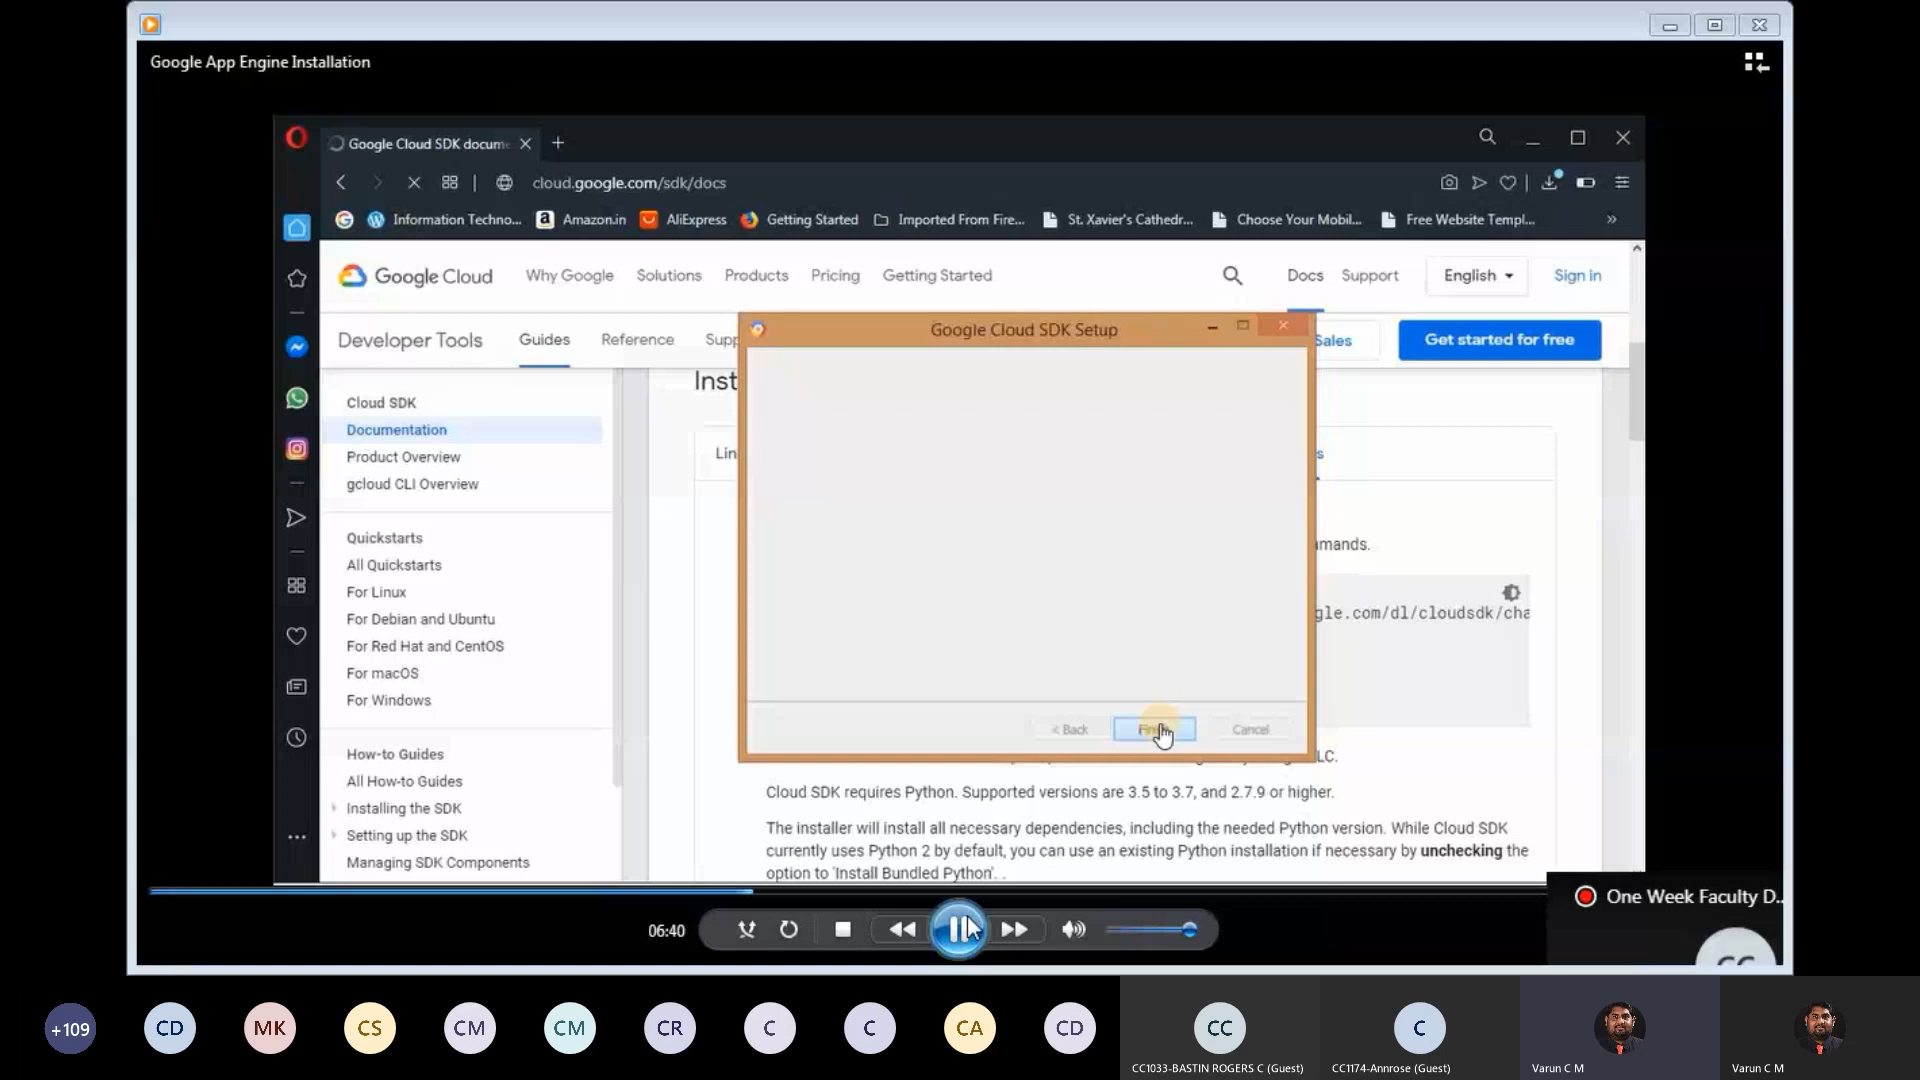 Google App Engine Installation
Google Cloud SDK docume
cloud.google.com/sdk/docs
Information Techno...
Amazon.in
AliExpress
Getting Started
Imported From Fire...
St. Xavier's Cathedr...
Choose Your Mobil...
Free Website Templ...
»
Google Cloud
Why Google
Solutions
Products
Pricing
Getting Started
Docs
Support
English
Sign in
Developer Tools
Guides
Reference
Supp
Sales
Get started for free
Google Cloud SDK Setup
< Back
Cancel
Cloud SDK
Documentation
Product Overview
gcloud CLI Overview
Quickstarts
All Quickstarts
For Linux
For Debian and Ubuntu
For Red Hat and CentOS
For macOS
For Windows
How-to Guides
All How-to Guides
Installing the SDK
Setting up the SDK
Managing SDK Components
Inst
Lin
s
mands.
gle.com/dl/cloudsdk/cha
LC.
Cloud SDK requires Python. Supported versions are 3.5 to 3.7, and 2.7.9 or higher.
The installer will install all necessary dependencies, including the needed Python version. While Cloud SDK
currently uses Python 2 by default, you can use an existing Python installation if necessary by unchecking the
option to 'Install Bundled Python'. .
06:40
One Week Faculty D...
CC
+109
CD
MK
CS
CM
CM
CR
C
C
CA
CD
CC
CC1033-BASTIN ROGERS C (Guest)
C
CC1174-Annrose (Guest)
Varun C M
Varun C M